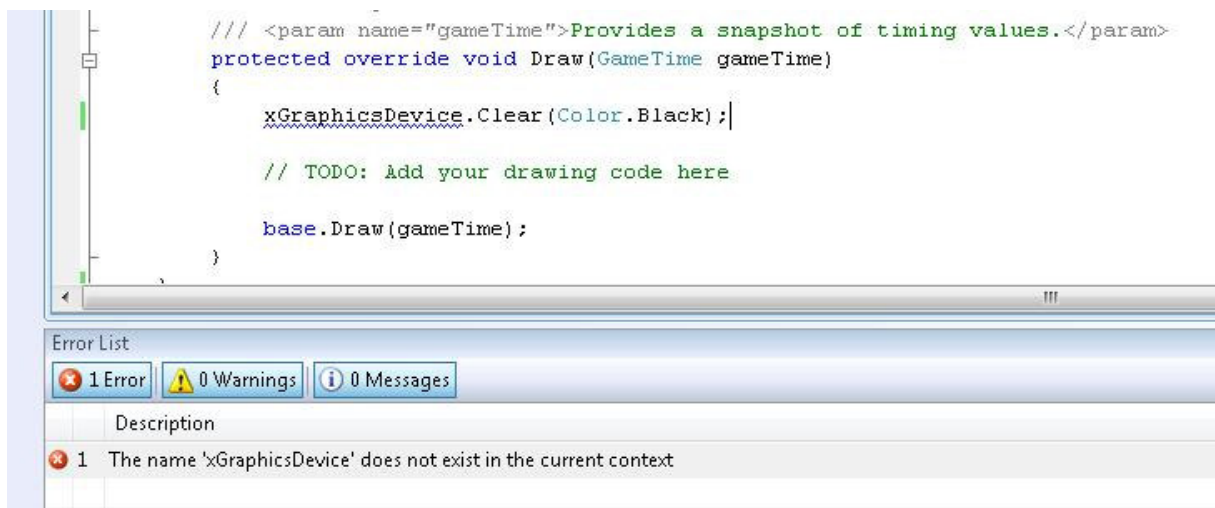 /// <param name="gameTime">Provides a snapshot of timing values.</param>
protected override void Draw(GameTime gameTime)
{
xGraphicsDevice.Clear(Color.Black);
// TODO: Add your drawing code here
base.Draw(gameTime);
}
Error List
1 Error 0 Warnings 0 Messages
Description
1 The name 'xGraphicsDevice' does not exist in the current context